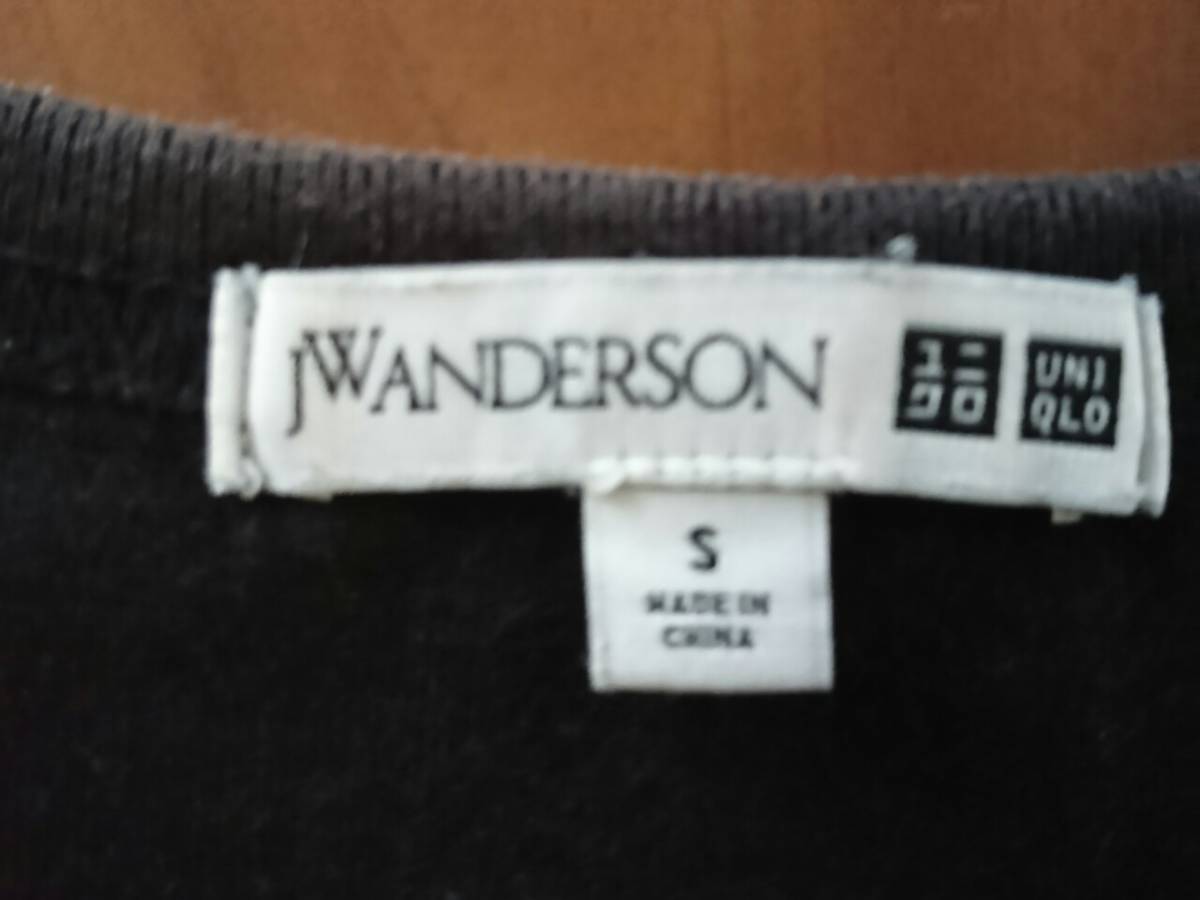 JWANDERSON
ユニ
クロ
UNI
QLO
S
MADE IN
CHINA